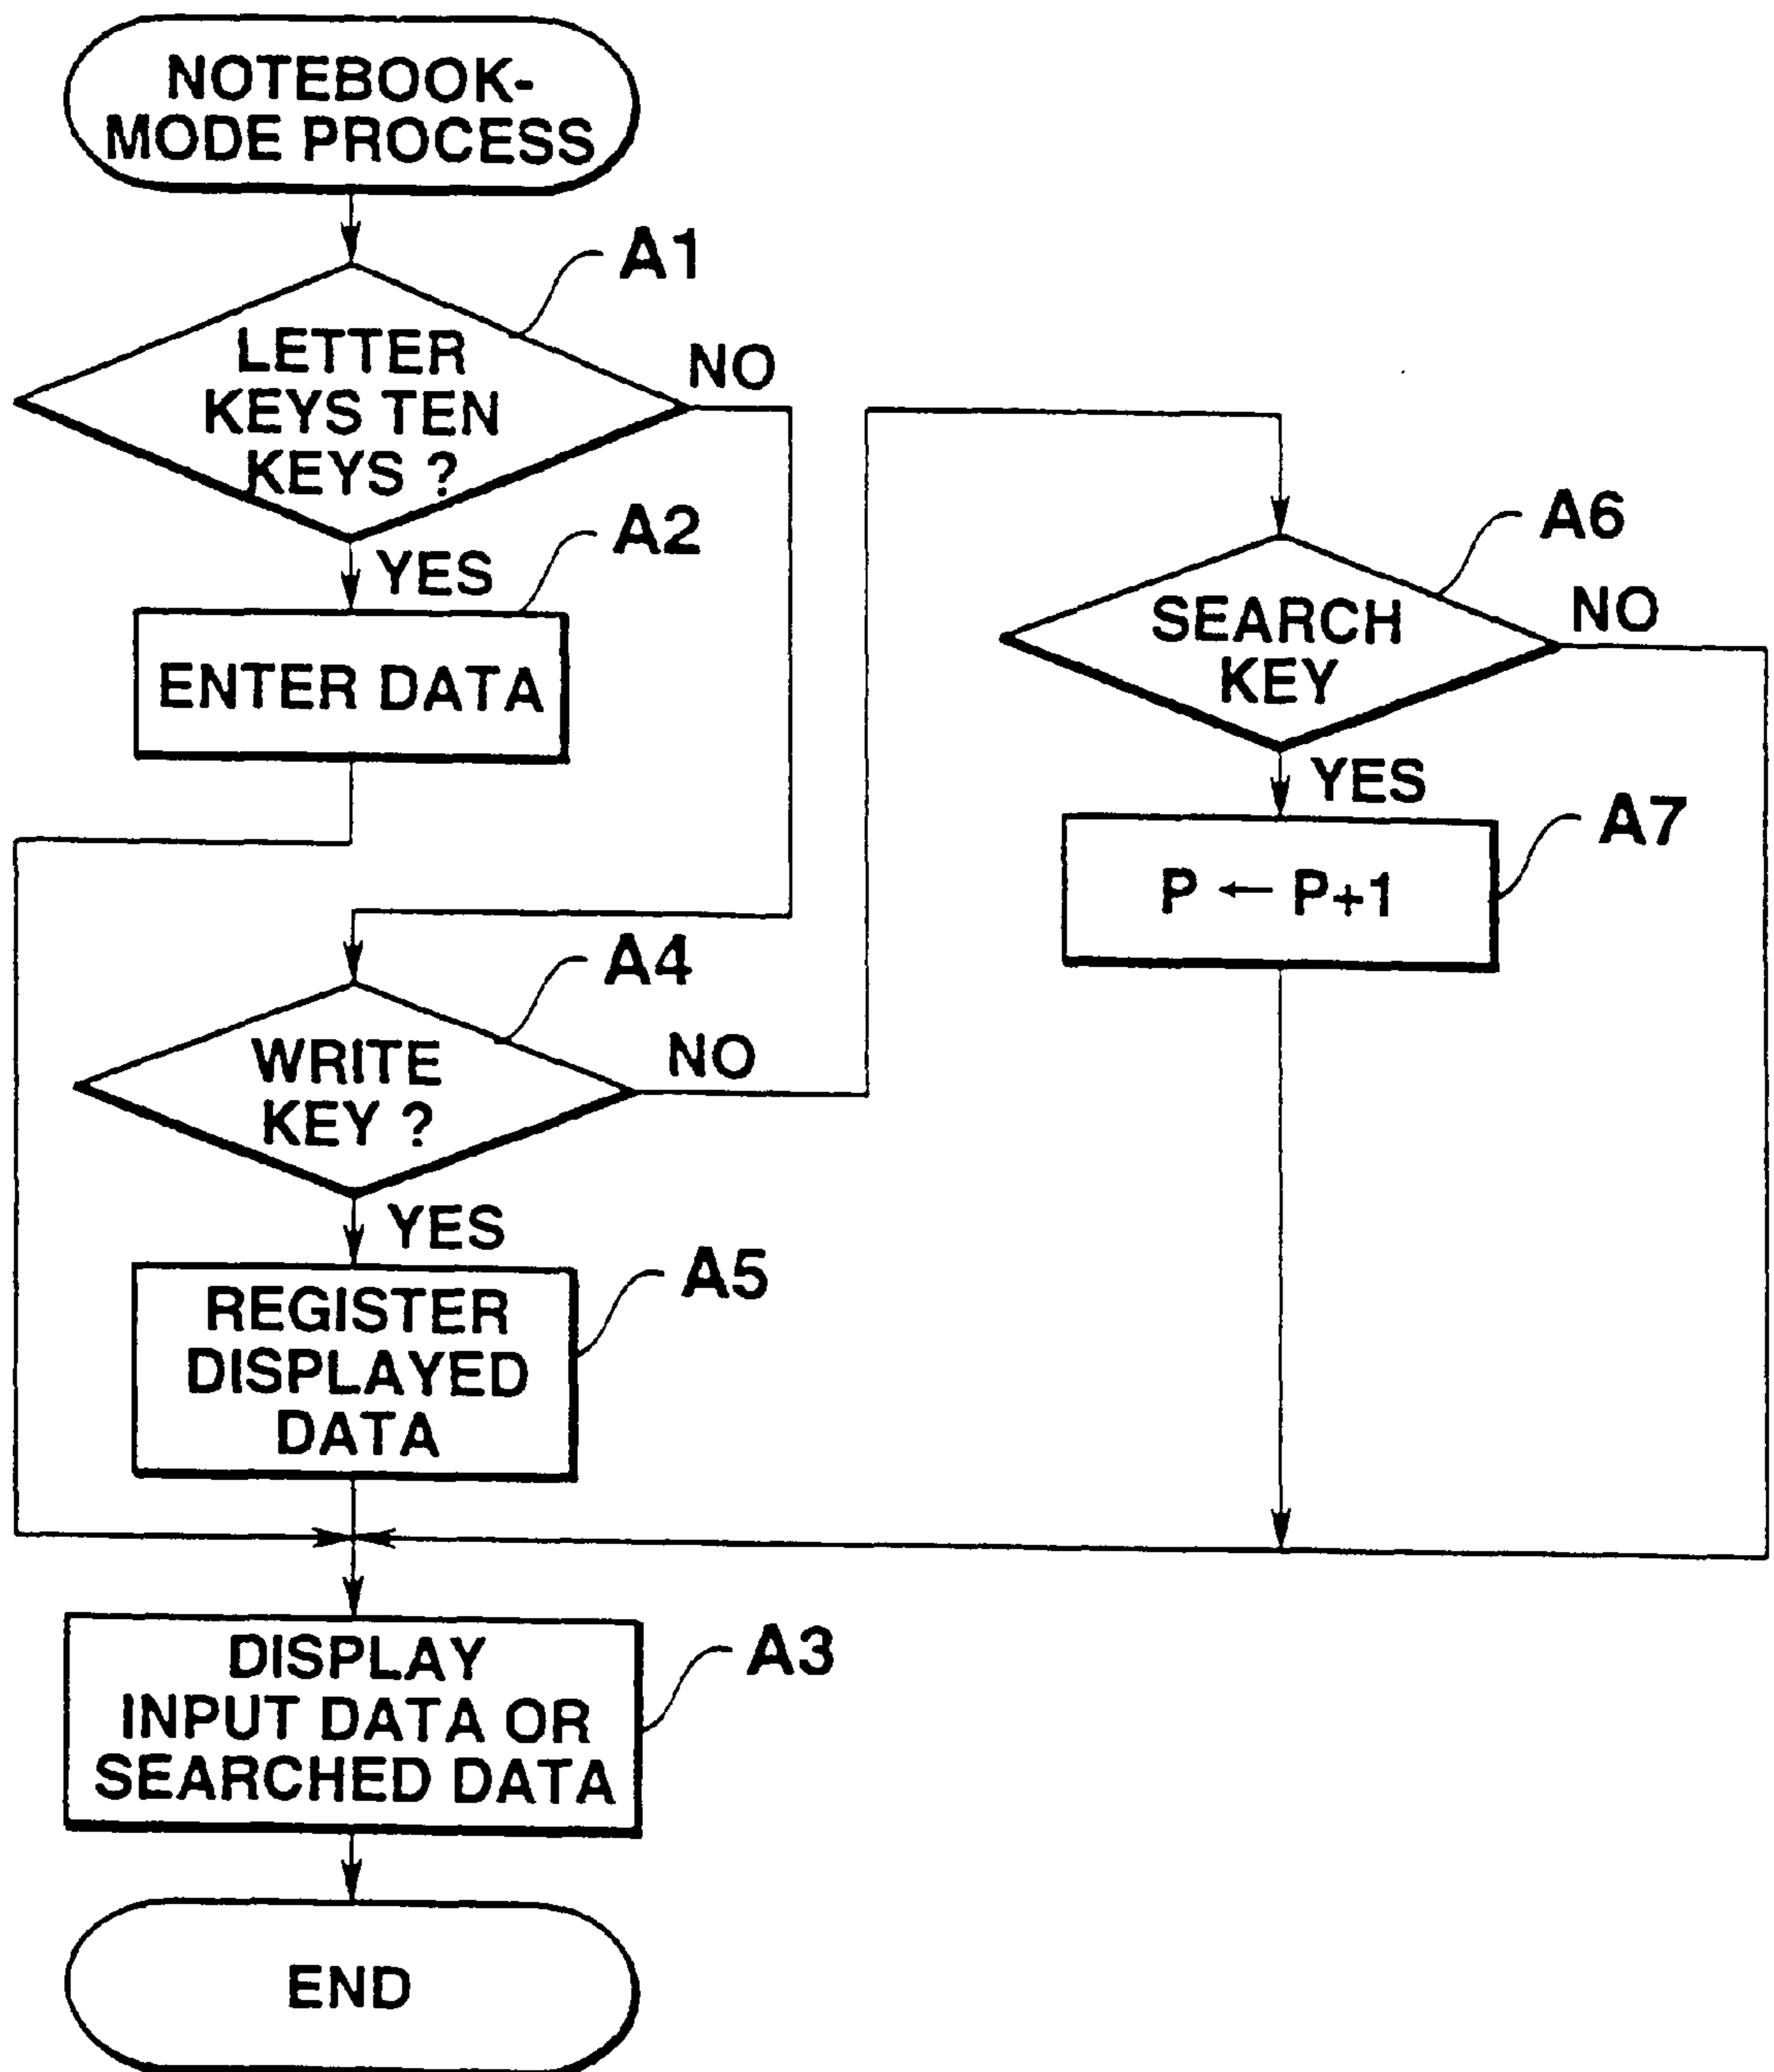 NOTEBOOK-
MODE PROCESS
A1
LETTER
KEYS TEN
KEYS ?
NO
YES
A2
ENTER DATA
A4
WRITE
KEY ?
NO
YES
A5
REGISTER
DISPLAYED
DATA
A6
SEARCH
KEY
NO
YES
A7
P ← P+1
A3
DISPLAY
INPUT DATA OR
SEARCHED DATA
END